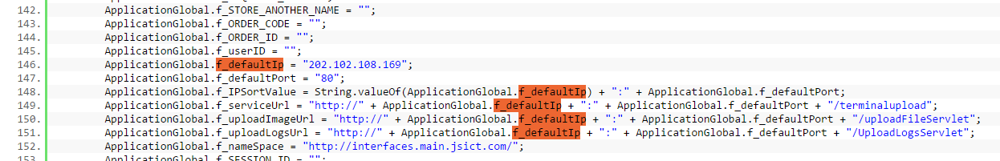 142. ApplicationGlobal.f_STORE_ANOTHER_NAME = "";
143. ApplicationGlobal.f_ORDER_CODE = "";
144. ApplicationGlobal.f_ORDER_ID = "";
145. ApplicationGlobal.f_userID = "";
146. ApplicationGlobal.f_defaultIp = "202.102.108.169";
147. ApplicationGlobal.f_defaultPort = "80";
148. ApplicationGlobal.f_IPSortValue = String.valueOf(ApplicationGlobal.f_defaultIp) + ":" + ApplicationGlobal.f_defaultPort;
149. ApplicationGlobal.f_serviceUrl = "http://" + ApplicationGlobal.f_defaultIp + ":" + ApplicationGlobal.f_defaultPort + "/terminalupload";
150. ApplicationGlobal.f_uploadImageUrl = "http://" + ApplicationGlobal.f_defaultIp + ":" + ApplicationGlobal.f_defaultPort + "/uploadFileServlet";
151. ApplicationGlobal.f_uploadLogsUrl = "http://" + ApplicationGlobal.f_defaultIp + ":" + ApplicationGlobal.f_defaultPort + "/UploadLogsServlet";
152. ApplicationGlobal.f_nameSpace = "http://interfaces.main.jsict.com/";
153. ApplicationGlobal.f_SESSION_ID = "";